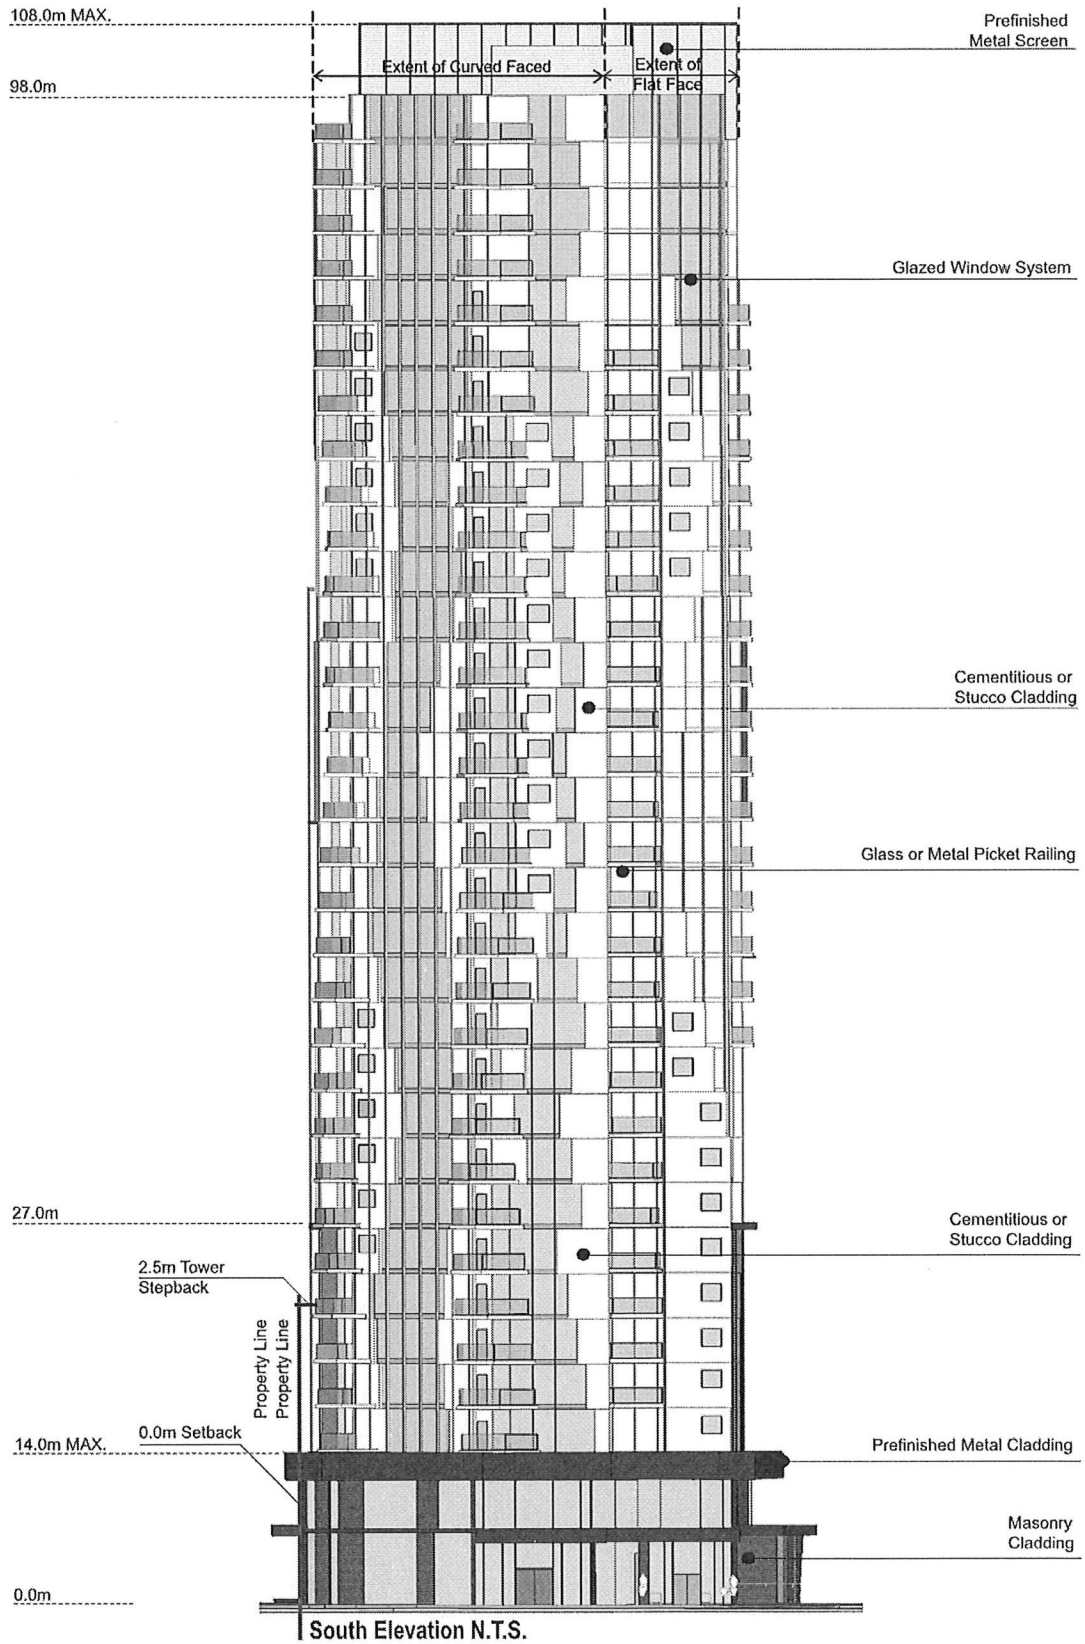 108.0m MAX.
Prefinished
Metal Screen
Extent of Curved Faced
Extent of
Flat Face
98.0m
Glazed Window System
Cementitious or
Stucco Cladding
Glass or Metal Picket Railing
27.0m
Cementitious or
Stucco Cladding
2.5m Tower
Stepback
Property Line
Property Line
0.0m Setback
14.0m MAX.
Prefinished Metal Cladding
Masonry
Cladding
0.0m
South Elevation N.T.S.